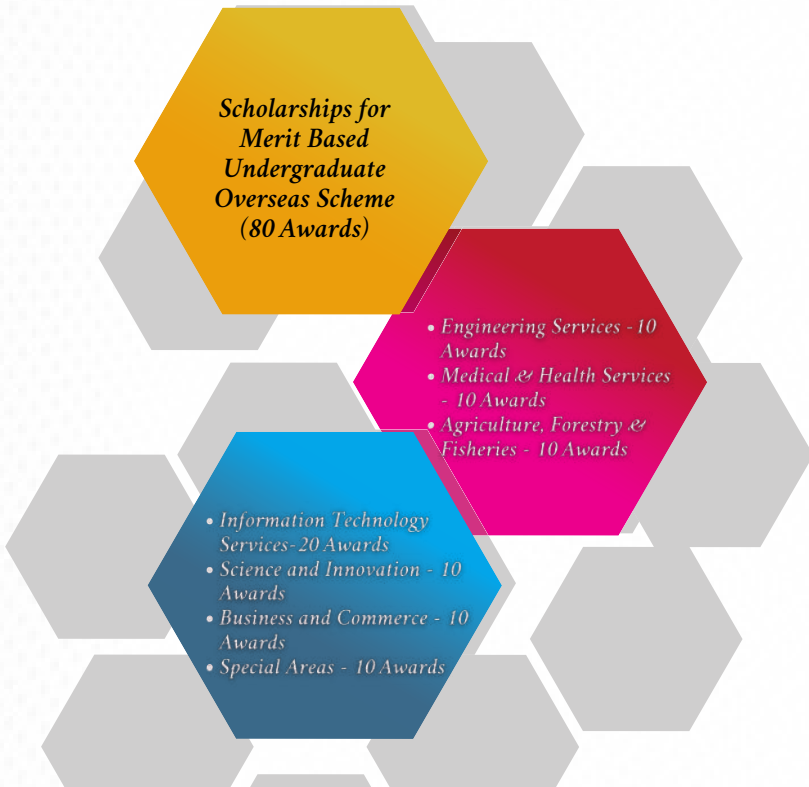 Scholarships for
Merit Based
Undergraduate
Overseas Scheme
(80 Awards)
• Engineering Services -10
Awards
• Medical & Health Services
- 10 Awards
• Agriculture, Forestry &
Fisheries - 10 Awards
• Information Technology
Services- 20 Awards
• Science and Innovation - 10
Awards
• Business and Commerce - 10
Awards
• Special Areas - 10 Awards